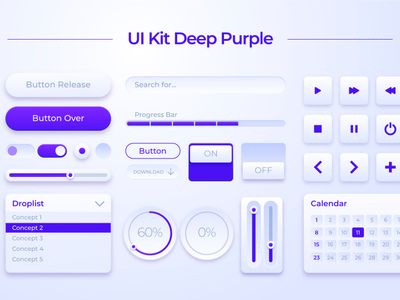 UI Kit Deep Purple
Button Release
Button Over
Search for...
Progress Bar
Button
DOWNLOAD
ON
OFF
Droplist
Concept 1
Concept 2
Concept 3
Concept 4
Concept 5
60%
0%
Calendar
1 2 3 4 5 6 7
8 9 10 11 12 13 14
15 16 17 18 19 20 21
23 24 25 26 27 28